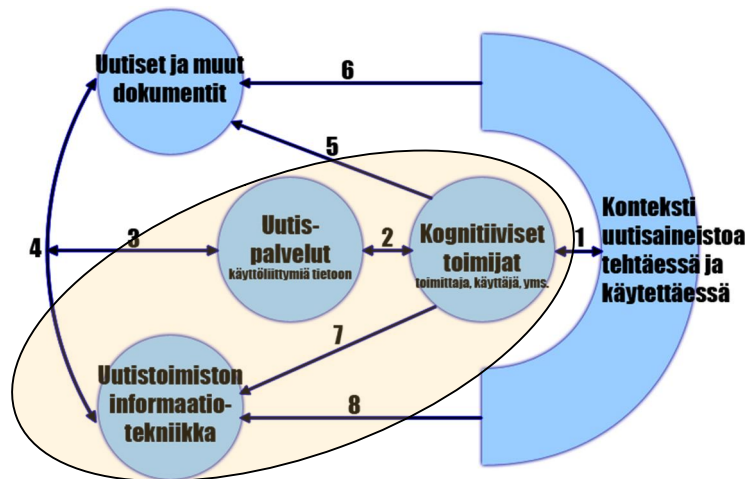 Uutiset ja muut
dokumentit
6
5
Uutis-
palvelut
käyttöliittymiä tietoon
2
Kognitiiviset
toimijat
toimittaja, käyttäjä, yms.
1
Konteksti
uutisaineistoa
tehtäessä ja
käytettäessä
4
3
7
Uutistoimiston
informaatio-
tekniikka
8